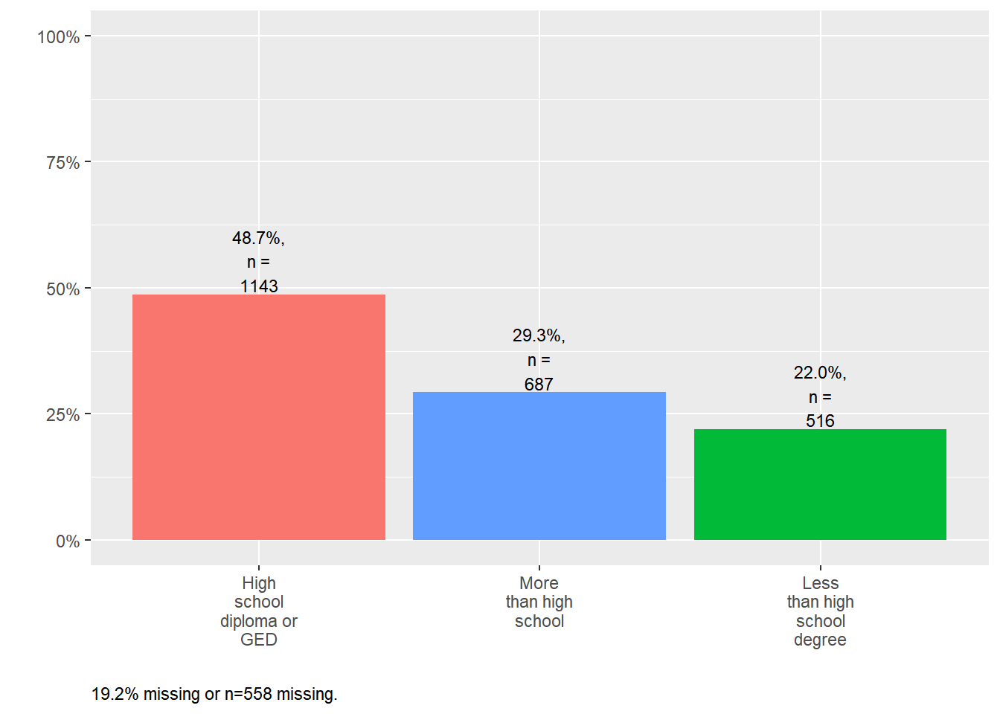 100%
75%
50%
25%
0%
48.7%,
n =
1143
29.3%,
n =
687
22.0%,
n =
516
High
school
diploma or
GED
More
than high
school
Less
than high
school
degree
19.2% missing or n=558 missing.